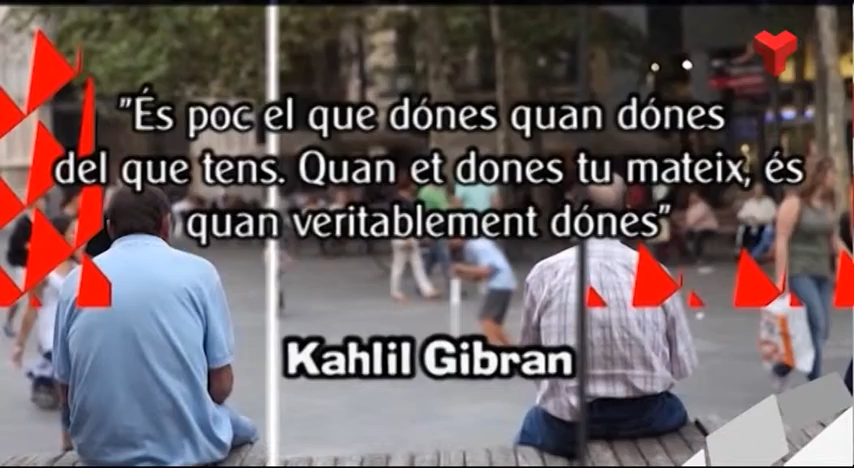 "És poc el que dónes quan dónes
del que tens. Quan et dones tu mateix, és
quan veritablement dónes"
Kahlil Gibran